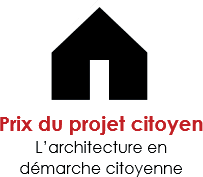 Prix du projet citoyen
L'architecture en
démarche citoyenne